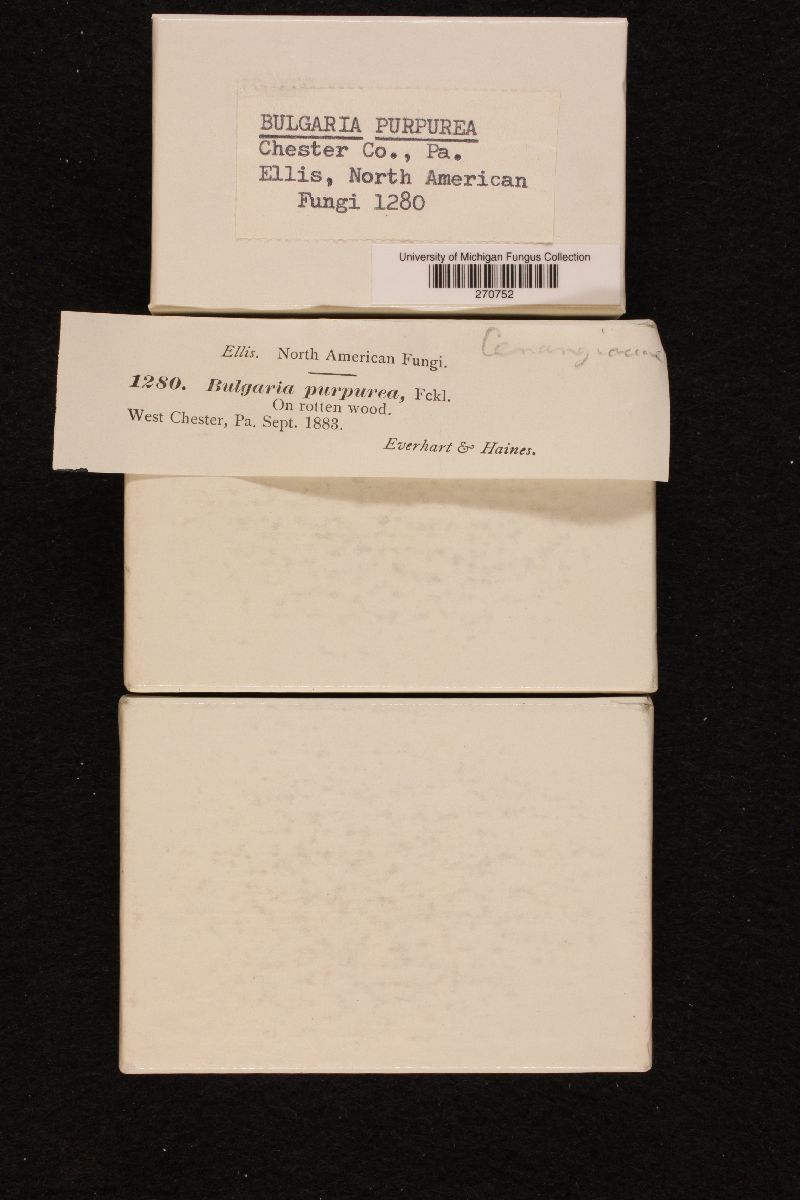 BULGARIA PURPUREA
Chester Co., Pa.
Ellis, North American
Fungi 1280
University of Michigan Fungus Collection
270752
Cenangiaceae
Ellis. North American Fungi.
1280. Bulgaria purpurea, Fckl.
On rotten wood.
West Chester, Pa. Sept. 1883.
Everhart & Haines.